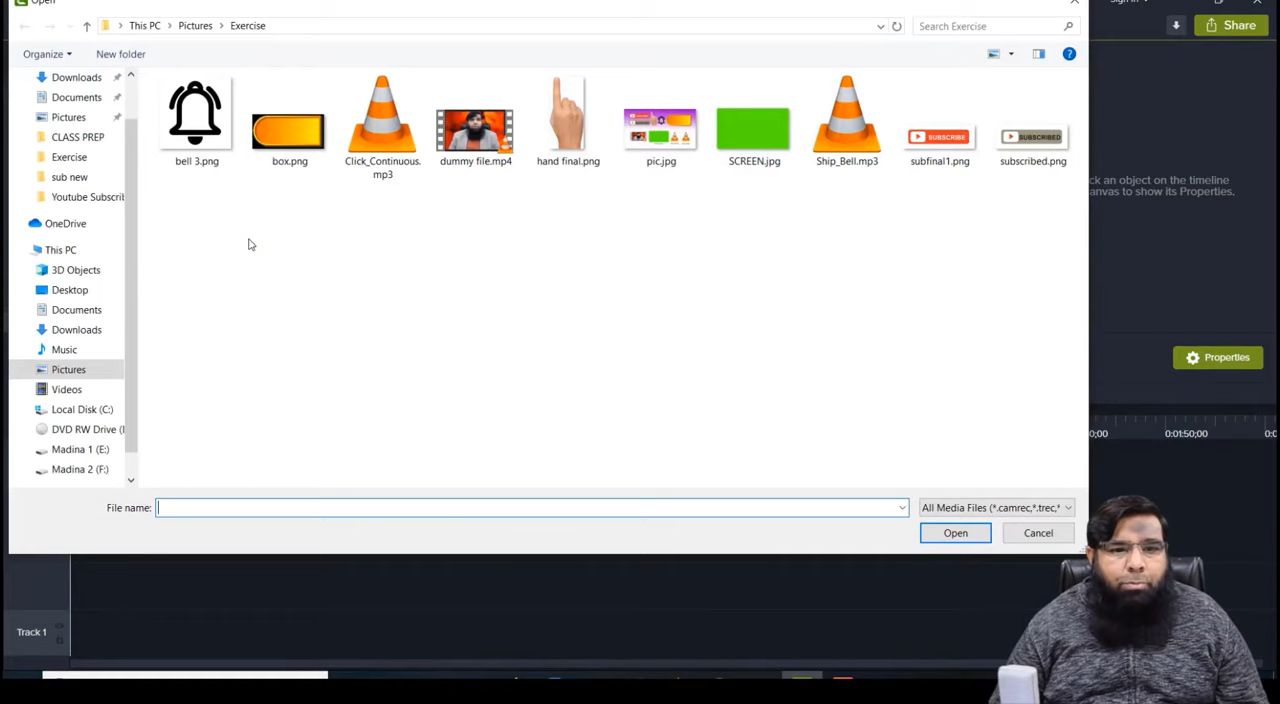 Open
Sign in
Share
This PC
Pictures
Exercise
Search Exercise
Organize
New folder
Downloads
Documents
Pictures
CLASS PREP
Exercise
sub new
Youtube Subscrib
OneDrive
This PC
3D Objects
Desktop
Documents
Downloads
Music
Pictures
Videos
Local Disk (C:)
DVD RW Drive (
Madina 1 (E:)
Madina 2 (F:)
bell 3.png
box.png
Click_Continuous.
mp3
dummy file.mp4
hand final.png
pic.jpg
SCREEN.jpg
Ship_Bell.mp3
SUBSCRIBE
subfinal1.png
SUBSCRIBED
subscribed.png
ck an object on the timeline
anvas to show its Properties.
Properties
;00
0:01:50;00
0:0
File name:
All Media Files (*.camrec,*.trec,*
Open
Cancel
Track 1